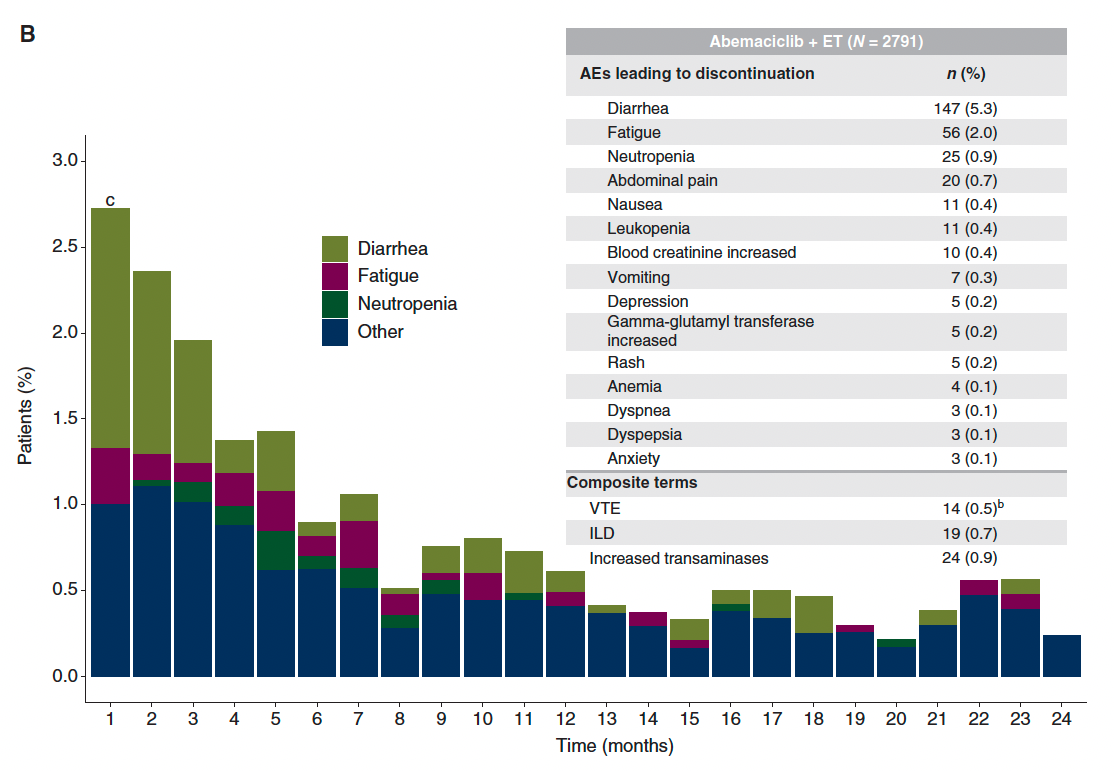 B
Abemaciclib + ET (N = 2791)
AEs leading to discontinuation n (%)
Diarrhea 147 (5.3)
Fatigue 56 (2.0)
Neutropenia 25 (0.9)
Abdominal pain 20 (0.7)
Nausea 11 (0.4)
Leukopenia 11 (0.4)
Blood creatinine increased 10 (0.4)
Vomiting 7 (0.3)
Depression 5 (0.2)
Gamma-glutamyl transferase
increased 5 (0.2)
Rash 5 (0.2)
Anemia 4 (0.1)
Dyspnea 3 (0.1)
Dyspepsia 3 (0.1)
Anxiety 3 (0.1)
Composite terms
VTE 14 (0.5)b
ILD 19 (0.7)
Increased transaminases 24 (0.9)
Diarrhea
Fatigue
Neutropenia
Other
c
Patients (%)
3.0
2.5
2.0
1.5
1.0
0.5
0.0
1 2 3 4 5 6 7 8 9 10 11 12 13 14 15 16 17 18 19 20 21 22 23 24
Time (months)